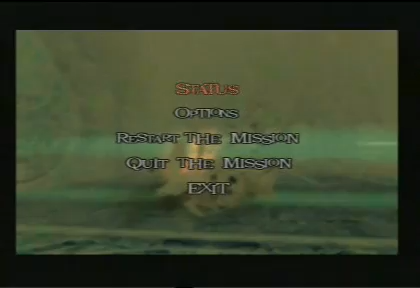 Status
Options
Restart the Mission
Quit the Mission
Exit